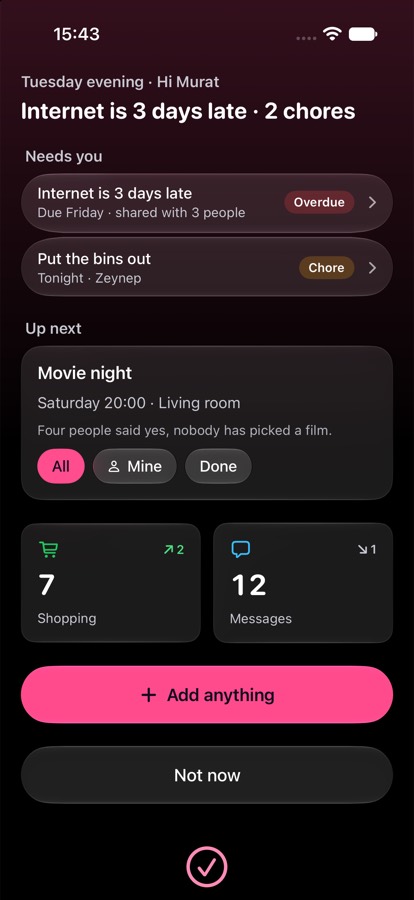 15:43
Tuesday evening · Hi Murat
Internet is 3 days late · 2 chores
Needs you
Internet is 3 days late
Due Friday · shared with 3 people
Overdue
Put the bins out
Tonight · Zeynep
Chore
Up next
Movie night
Saturday 20:00 · Living room
Four people said yes, nobody has picked a film.
All
Mine
Done
2
7
Shopping
1
12
Messages
Add anything
Not now